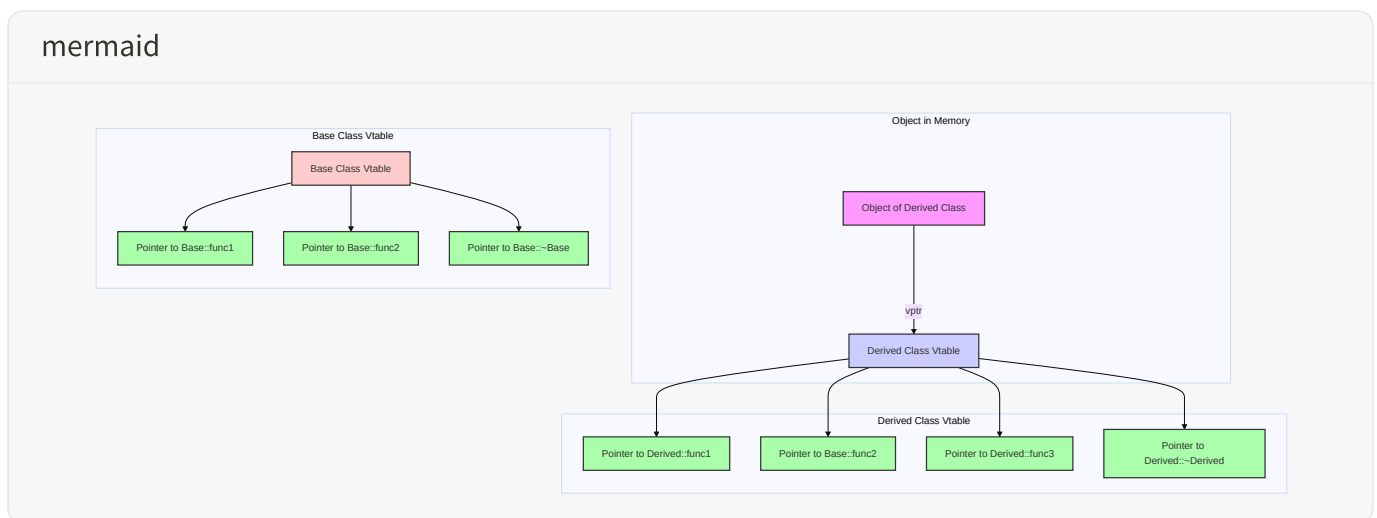 mermaid
Base Class Vtable
Base Class Vtable
Pointer to Base::func1
Pointer to Base::func2
Pointer to Base::~Base
Object in Memory
Object of Derived Class
vptr
Derived Class Vtable
Derived Class Vtable
Pointer to Derived::func1
Pointer to Base::func2
Pointer to Derived::func3
Pointer to
Derived::~Derived